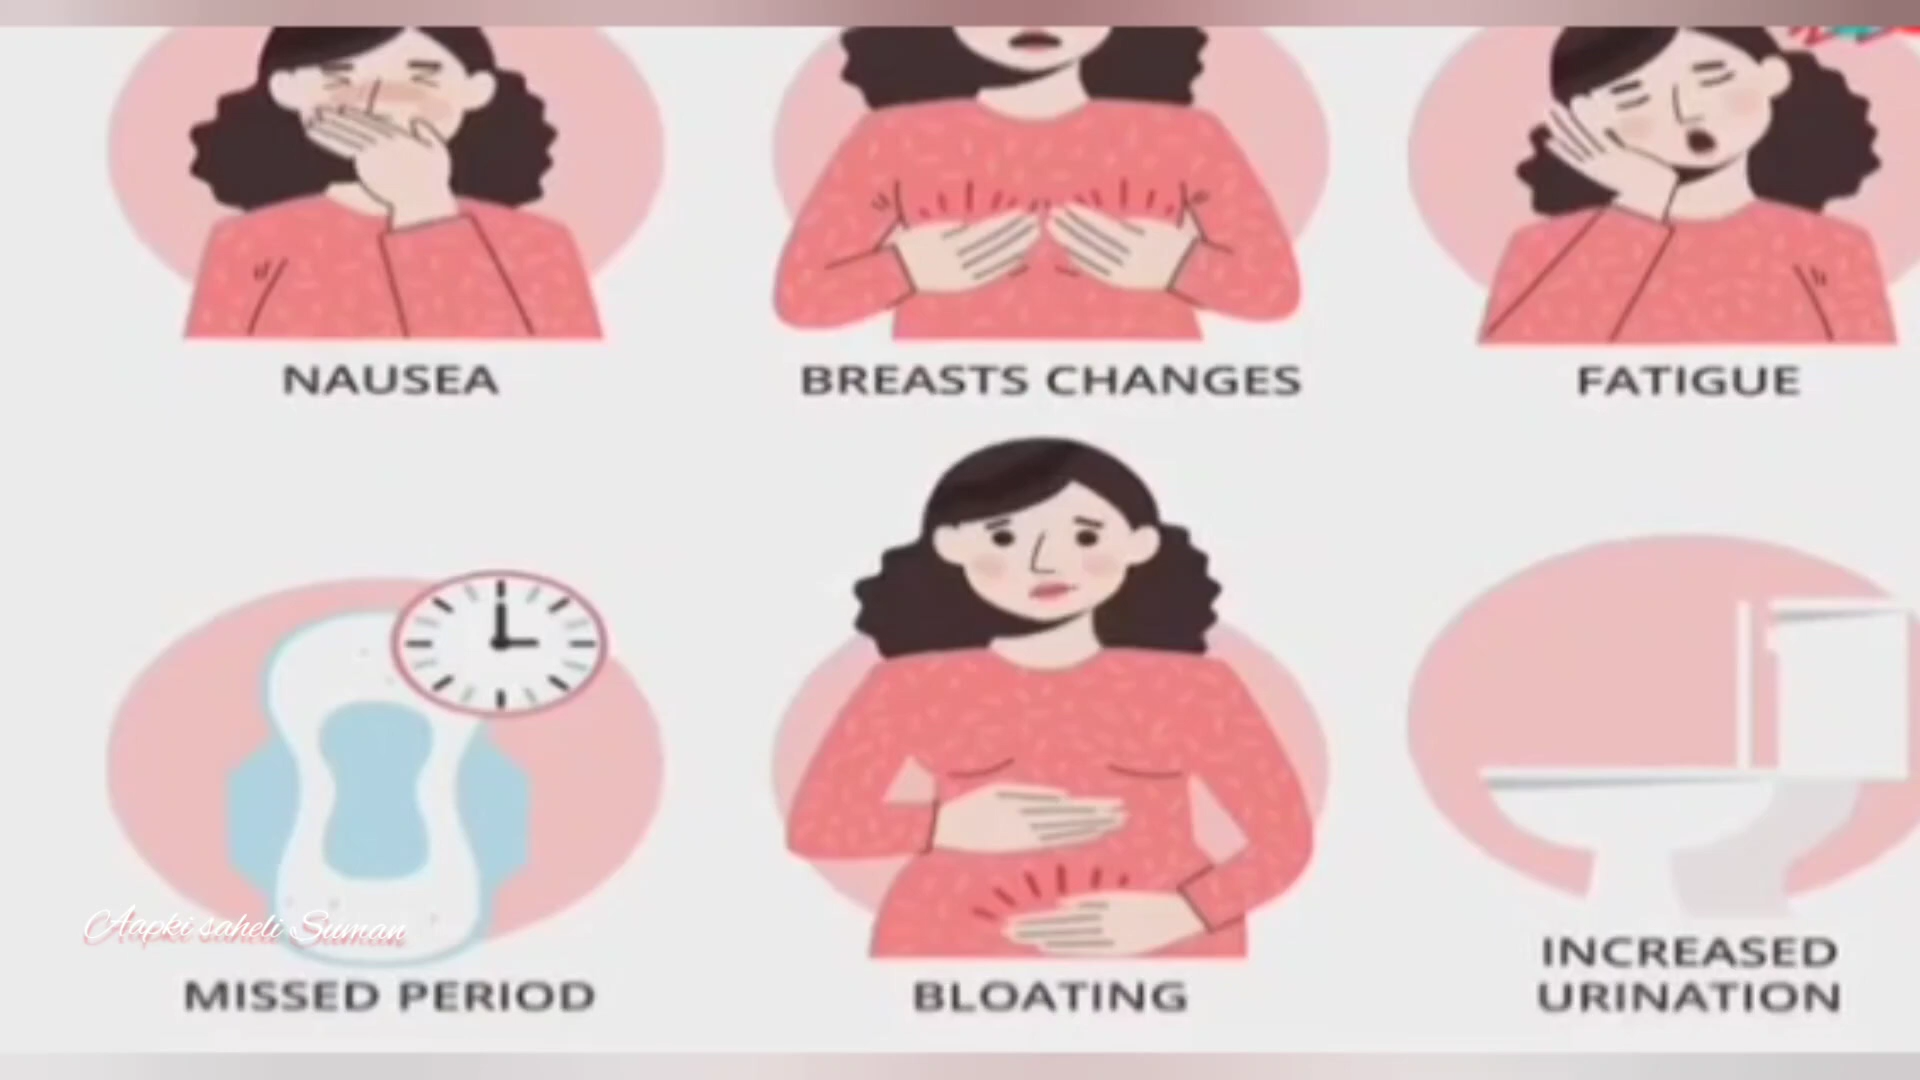 NAUSEA
BREASTS CHANGES
FATIGUE
Aapki saheli Suman
MISSED PERIOD
BLOATING
INCREASED
URINATION